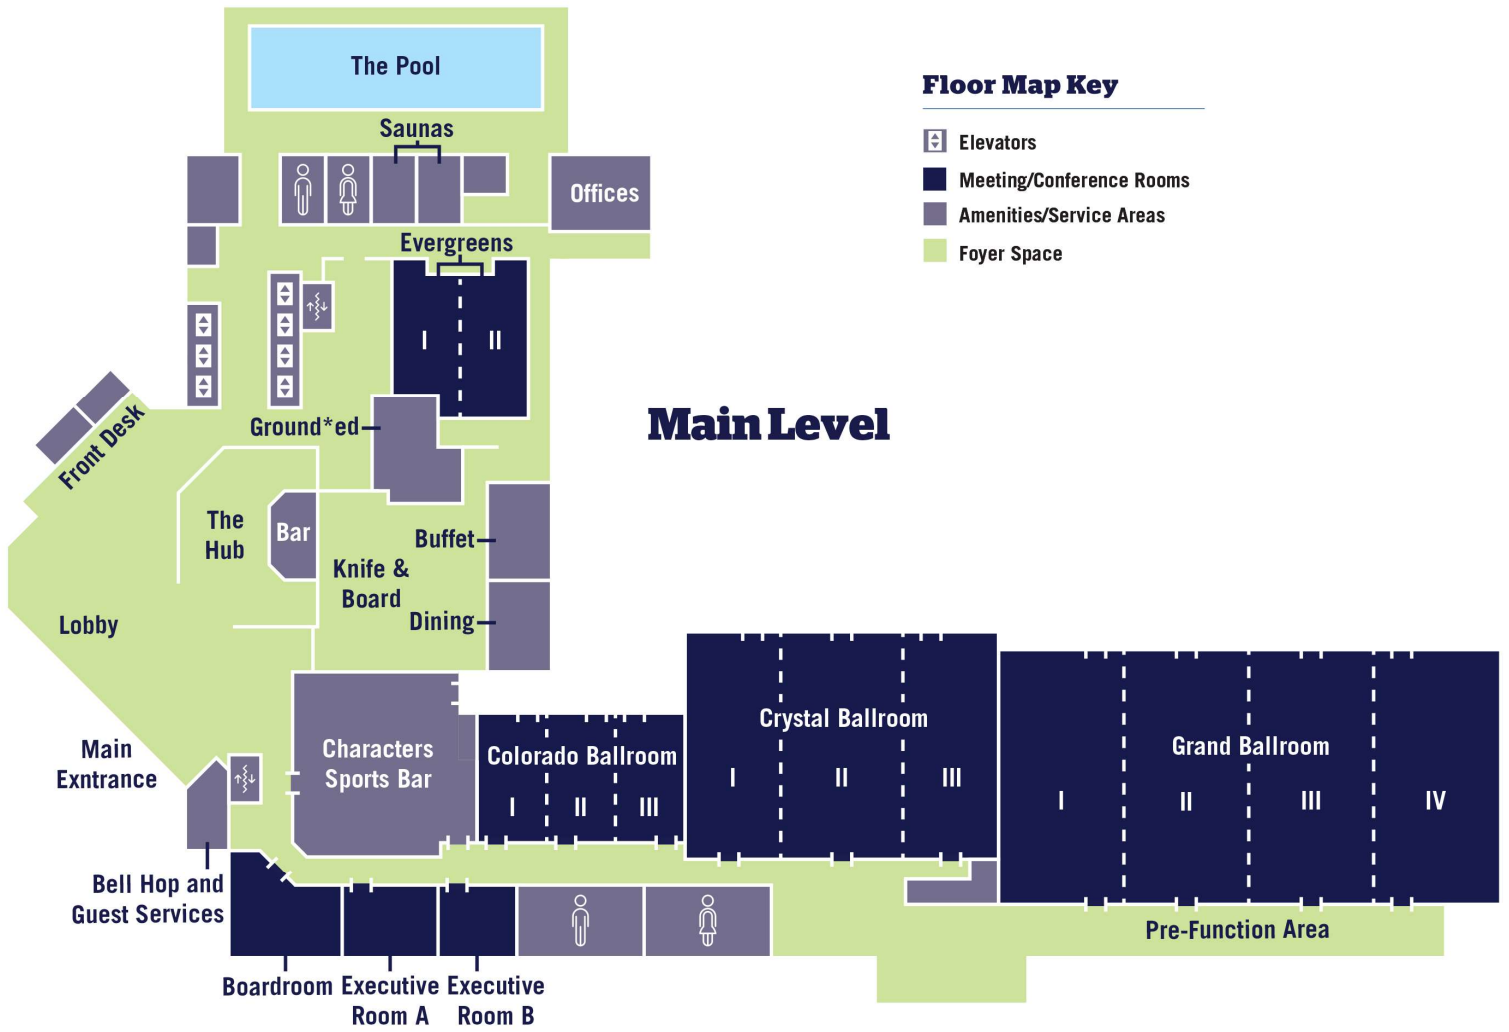 The Pool
Saunas
Offices
Evergreens
I
II
Floor Map Key
Elevators
Meeting/Conference Rooms
Amenities/Service Areas
Foyer Space
Main Level
Front Desk
Ground*ed
The
Hub
Bar
Buffet
Knife &
Board
Dining
Lobby
Main
Exntrance
Characters
Sports Bar
Colorado Ballroom
I
II
III
Crystal Ballroom
I
II
III
Grand Ballroom
I
II
III
IV
Bell Hop and
Guest Services
Pre-Function Area
Boardroom
Executive
Room A
Executive
Room B